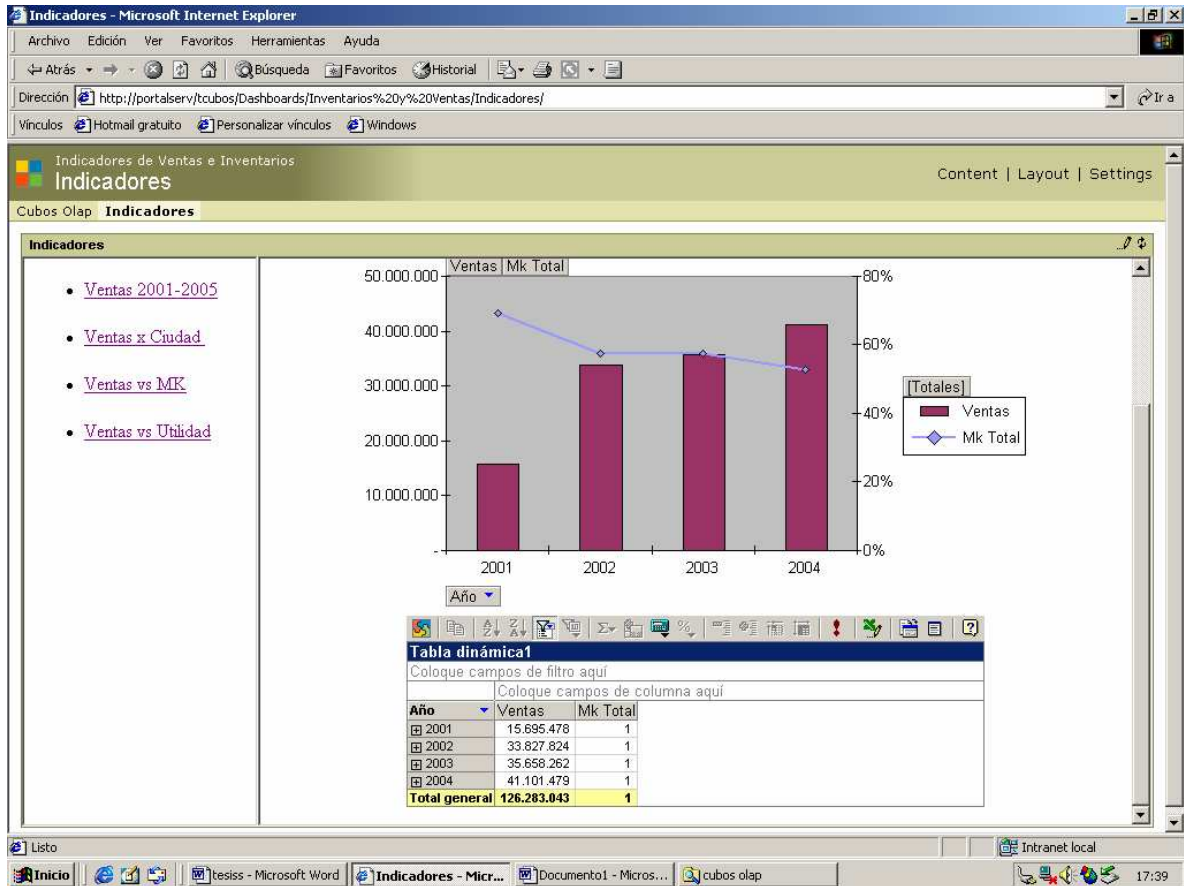 Indicadores - Microsoft Internet Explorer
Archivo Edición Ver Favoritos Herramientas Ayuda
Atrás Búsqueda Favoritos Historial
Dirección http://portalserv/tcubos/Dashboards/Inventarios%20y%20Ventas/Indicadores/ Ir a
Vínculos Hotmail gratuito Personalizar vínculos Windows
Indicadores de Ventas e Inventarios
Indicadores
Content | Layout | Settings
Cubos Olap Indicadores
Indicadores
Ventas 2001-2005
Ventas x Ciudad
Ventas vs MK
Ventas vs Utilidad
Ventas Mk Total
50.000.000 80%
40.000.000
60%
30.000.000
[Totales]
40%
Ventas
Mk Total
20.000.000
20%
10.000.000
- 0%
2001 2002 2003 2004
Año
Tabla dinámica1
Coloque campos de filtro aquí
Coloque campos de columna aquí
Año Ventas Mk Total
2001 15.695.478 1
2002 33.827.824 1
2003 35.658.262 1
2004 41.101.479 1
Total general 126.283.043 1
Listo Intranet local
Inicio tesiss - Microsoft Word Indicadores - Micr... Documento1 - Micros... cubos olap 17:39